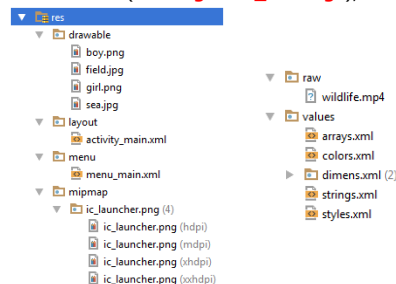 res
drawable
boy.png
field.jpg
girl.png
sea.jpg
layout
activity_main.xml
menu
menu_main.xml
mipmap
ic_launcher.png (4)
ic_launcher.png (hdpi)
ic_launcher.png (mdpi)
ic_launcher.png (xhdpi)
ic_launcher.png (xxhdpi)
raw
wildlife.mp4
values
arrays.xml
colors.xml
dimens.xml (2)
strings.xml
styles.xml